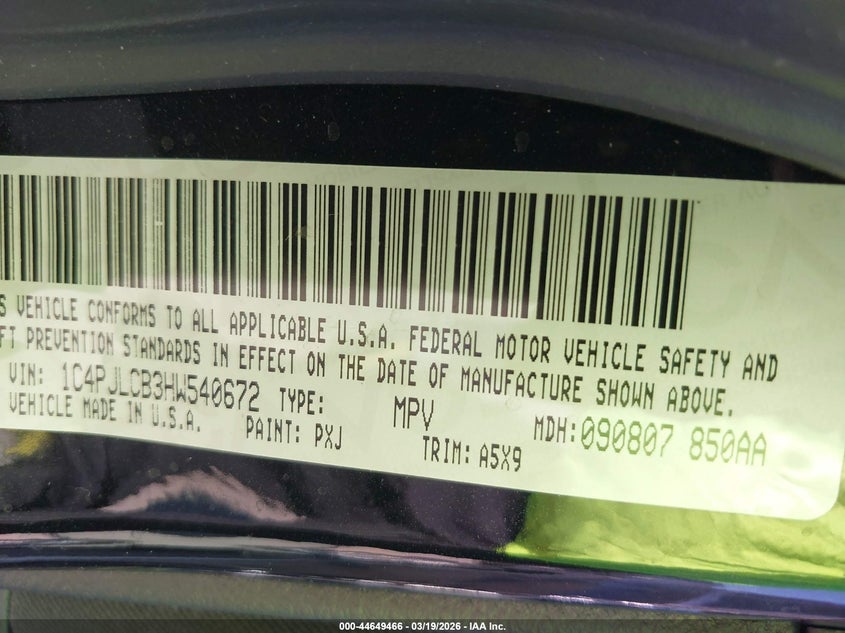 S VEHICLE CONFORMS TO ALL APPLICABLE U.S.A. FEDERAL MOTOR VEHICLE SAFETY AND
FT PREVENTION STANDARDS IN EFFECT ON THE DATE OF MANUFACTURE SHOWN ABOVE.
VIN: 1C4PJLCB3HW540672 TYPE: MPV MDH: 090807 850AA
VEHICLE MADE IN U.S.A. PAINT: PXJ TRIM: A5X9
000-44649466 - 03/19/2026 - IAA Inc.